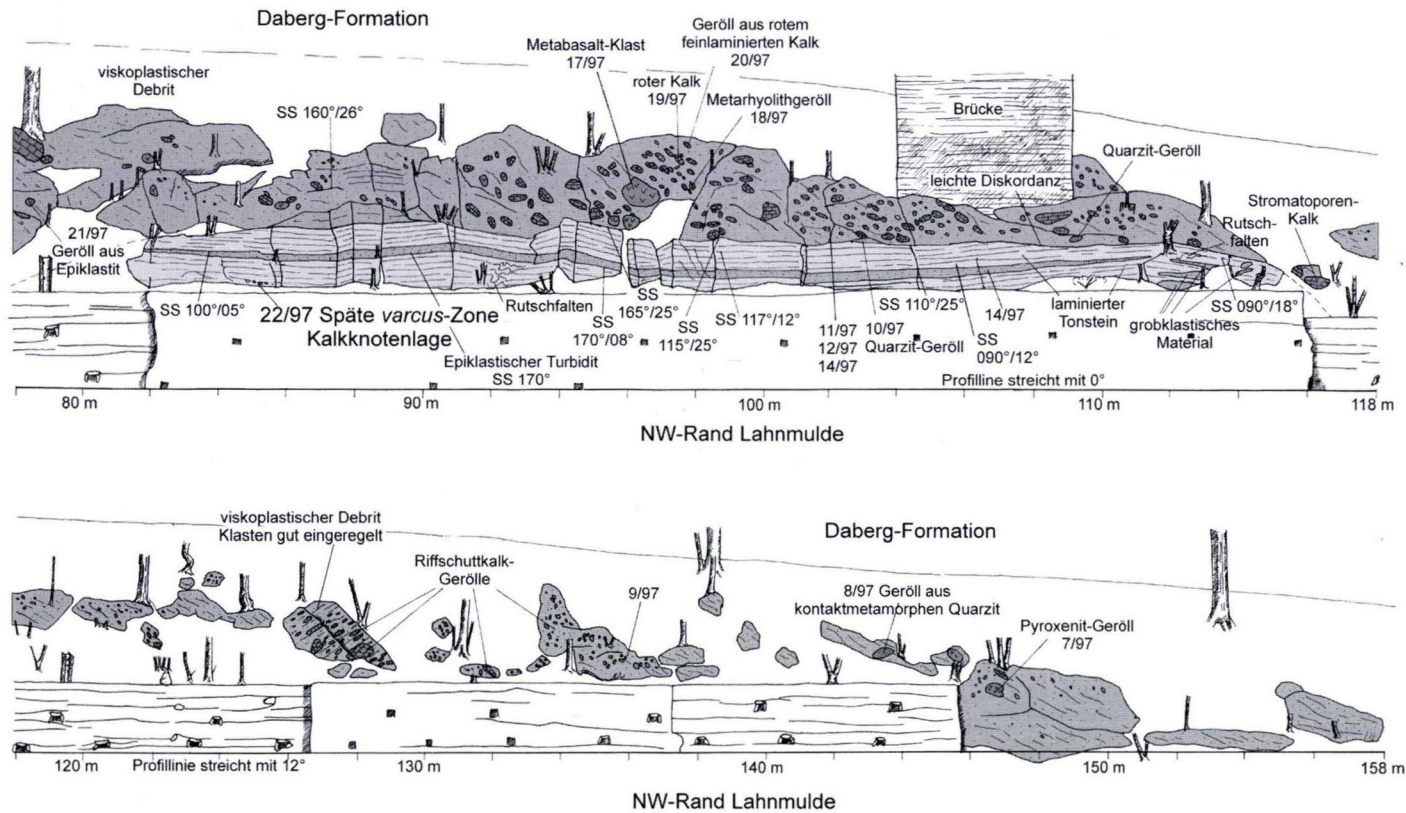 Daberg-Formation
viskoplastischer
Debrit
SS 160°/26°
Metabasalt-Klast
17/97
Geröll aus rotem
feinlaminierten Kalk
20/97
roter Kalk
19/97
Metarhyolithgeröll
18/97
Brücke
leichte Diskordanz
Quarzit-Geröll
Stromatoporen-
Kalk
Rutsch-
falten
21/97
Geröll aus
Epiklastit
SS 100°/05°
22/97 Späte varcus-Zone
Kalkknotenlage
Rutschfalten
Epiklastischer Turbidit
SS 170°
SS
170°/08°
SS
165°/25°
SS
115°/25°
SS 117°/12°
11/97
12/97
14/97
10/97
Quarzit-Geröll
SS 110°/25°
SS
090°/12°
14/97
laminierter
Tonstein
grobklastisches
Material
SS 090°/18°
Profilline streicht mit 0°
80 m
90 m
100 m
110 m
118 m
NW-Rand Lahnmulde
viskoplastischer Debrit
Klasten gut eingeregelt
Riffschuttkalk-
Gerölle
9/97
Daberg-Formation
8/97 Geröll aus
kontaktmetamorphen Quarzit
Pyroxenit-Geröll
7/97
120 m
Profillinie streicht mit 12°
130 m
140 m
150 m
158 m
NW-Rand Lahnmulde